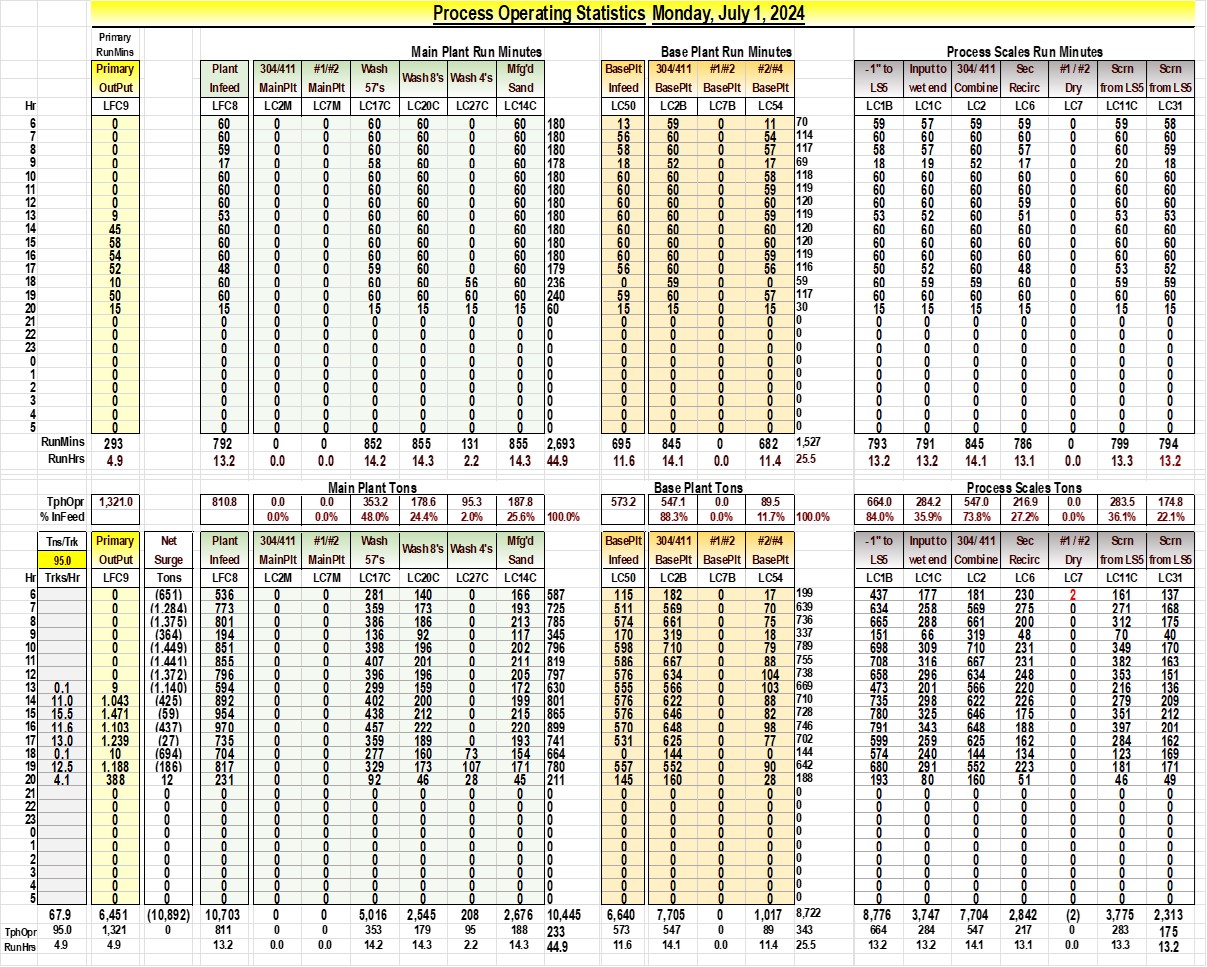 Process Operating Statistics Monday, July 1, 2024
Primary
RunMins Main Plant Run Minutes Base Plant Run Minutes Process Scales Run Minutes
Primary Plant 304/411 #1/#2 Wash Wash 8's Wash 4's Mfg'd BasePlt 304/411 #1/#2 #2/#4 -1" to Input to 304/ 411 Sec #1 / #2 Scrn Scrn
OutPut Infeed MainPlt MainPlt 57's Sand Infeed BasePlt BasePlt BasePlt LS5 wet end Combine Recirc Dry from LS5 from LS5
Hr LFC9 LFC8 LC2M LC7M LC17C LC20C LC27C LC14C LC50 LC2B LC7B LC54 LC1B LC1C LC2 LC6 LC7 LC11C LC31
6 0 60 0 0 60 60 0 60 180 13 59 0 11 70 59 57 59 59 0 59 58
7 0 60 0 0 60 60 0 60 180 56 60 0 54 114 60 60 60 60 0 60 60
8 0 59 0 0 60 60 0 60 180 58 60 0 57 117 58 57 60 57 0 60 59
9 0 17 0 0 58 60 0 60 178 18 52 0 17 69 18 19 52 17 0 20 18
10 0 60 0 0 60 60 0 60 180 60 60 0 58 118 60 60 60 60 0 60 60
11 0 60 0 0 60 60 0 60 180 60 60 0 59 119 60 60 60 60 0 60 60
12 0 60 0 0 60 60 0 60 180 60 60 0 60 120 60 60 60 59 0 60 60
13 9 53 0 0 60 60 0 60 180 60 60 0 59 119 53 52 60 51 0 53 53
14 45 60 0 0 60 60 0 60 180 60 60 0 60 120 60 60 60 60 0 60 60
15 58 60 0 0 60 60 0 60 180 60 60 0 60 120 60 60 60 60 0 60 60
16 54 60 0 0 60 60 0 60 180 60 60 0 59 119 60 60 60 60 0 60 60
17 52 48 0 0 59 60 0 60 179 56 60 0 56 116 50 52 60 48 0 53 52
18 10 60 0 0 60 60 56 60 236 0 59 0 0 59 60 59 59 60 0 59 59
19 50 60 0 0 60 60 60 60 240 59 60 0 57 117 60 60 60 60 0 60 60
20 15 15 0 0 15 15 15 15 60 15 15 0 15 30 15 15 15 15 0 15 15
21 0 0 0 0 0 0 0 0 0 0 0 0 0 0 0 0 0 0 0 0 0
22 0 0 0 0 0 0 0 0 0 0 0 0 0 0 0 0 0 0 0 0 0
23 0 0 0 0 0 0 0 0 0 0 0 0 0 0 0 0 0 0 0 0 0
0 0 0 0 0 0 0 0 0 0 0 0 0 0 0 0 0 0 0 0 0 0
1 0 0 0 0 0 0 0 0 0 0 0 0 0 0 0 0 0 0 0 0 0
2 0 0 0 0 0 0 0 0 0 0 0 0 0 0 0 0 0 0 0 0 0
3 0 0 0 0 0 0 0 0 0 0 0 0 0 0 0 0 0 0 0 0 0
4 0 0 0 0 0 0 0 0 0 0 0 0 0 0 0 0 0 0 0 0 0
5 0 0 0 0 0 0 0 0 0 0 0 0 0 0 0 0 0 0 0 0 0
RunMins 293 792 0 0 852 855 131 855 2,693 695 845 0 682 1,527 793 791 845 786 0 799 794
RunHrs 4.9 13.2 0.0 0.0 14.2 14.3 2.2 14.3 44.9 11.6 14.1 0.0 11.4 25.5 13.2 13.2 14.1 13.1 0.0 13.3 13.2
Main Plant Tons Base Plant Tons Process Scales Tons
TphOpr 1,321.0 810.8 0.0 0.0 353.2 178.6 95.3 187.8 573.2 547.1 0.0 89.5 664.0 284.2 547.0 216.9 0.0 283.5 174.8
% InFeed 0.0% 0.0% 48.0% 24.4% 2.0% 25.6% 100.0% 88.3% 0.0% 11.7% 100.0% 84.0% 35.9% 73.8% 27.2% 0.0% 36.1% 22.1%
Tns/Trk Primary Net Plant 304/411 #1/#2 Wash Wash 8's Wash 4's Mfg'd BasePlt 304/411 #1/#2 #2/#4 -1" to Input to 304/ 411 Sec #1 / #2 Scrn Scrn
95.0 OutPut Surge Infeed MainPlt MainPlt 57's Sand Infeed BasePlt BasePlt BasePlt LS5 wet end Combine Recirc Dry from LS5 from LS5
Hr Trks/Hr LFC9 Tons LFC8 LC2M LC7M LC17C LC20C LC27C LC14C LC50 LC2B LC7B LC54 LC1B LC1C LC2 LC6 LC7 LC11C LC31
6 0 (651) 536 0 0 281 140 0 166 587 115 182 0 17 199 437 177 181 230 2 161 137
7 0 (1.284) 773 0 0 359 173 0 193 725 511 569 0 70 639 634 258 569 275 0 271 168
8 0 (1.375) 801 0 0 386 186 0 213 785 574 661 0 75 736 665 288 661 200 0 312 175
9 0 (364) 194 0 0 136 92 0 117 345 170 319 0 18 337 151 66 319 48 0 70 40
10 0 (1.449) 851 0 0 398 196 0 202 796 698 710 0 79 789 698 309 710 231 0 349 170
11 0 (1.441) 855 0 0 407 201 0 211 819 586 667 0 88 755 708 316 667 231 0 382 163
12 0 (1.372) 796 0 0 396 196 0 205 797 576 634 0 104 738 658 296 634 248 0 353 151
13 0.1 9 (1.140) 594 0 0 299 159 0 172 630 555 566 0 103 669 473 201 566 220 0 216 136
14 11.0 1.043 (425) 892 0 0 402 200 0 199 801 576 622 0 88 710 735 298 622 226 0 279 209
15 15.5 1.471 (59) 954 0 0 438 212 0 215 865 576 646 0 82 728 780 325 646 175 0 351 212
16 11.6 1.103 (437) 970 0 0 457 222 0 220 899 570 648 0 98 746 791 343 648 188 0 397 201
17 13.0 1.239 (27) 735 0 0 359 189 0 193 741 531 625 0 77 702 599 259 625 162 0 284 162
18 0.1 10 (694) 704 0 0 277 160 73 154 664 0 144 0 0 144 574 240 144 134 0 123 169
19 12.5 1.188 (186) 817 0 0 329 173 107 171 780 557 552 0 90 642 680 291 552 223 0 181 171
20 4.1 388 12 231 0 0 92 46 28 45 211 145 160 0 28 188 193 80 160 51 0 46 49
21 0 0 0 0 0 0 0 0 0 0 0 0 0 0 0 0 0 0 0 0 0 0
22 0 0 0 0 0 0 0 0 0 0 0 0 0 0 0 0 0 0 0 0 0 0
23 0 0 0 0 0 0 0 0 0 0 0 0 0 0 0 0 0 0 0 0 0 0
0 0 0 0 0 0 0 0 0 0 0 0 0 0 0 0 0 0 0 0 0 0 0
1 0 0 0 0 0 0 0 0 0 0 0 0 0 0 0 0 0 0 0 0 0 0
2 0 0 0 0 0 0 0 0 0 0 0 0 0 0 0 0 0 0 0 0 0 0
3 0 0 0 0 0 0 0 0 0 0 0 0 0 0 0 0 0 0 0 0 0 0
4 0 0 0 0 0 0 0 0 0 0 0 0 0 0 0 0 0 0 0 0 0 0
5 0 0 0 0 0 0 0 0 0 0 0 0 0 0 0 0 0 0 0 0 0 0
67.9 6,451 (10,892) 10,703 0 0 5,016 2,545 208 2,676 10,445 6,640 7,705 0 1,017 8,722 8,776 3,747 7,704 2,842 (2) 3,775 2,313
TphOpr 95.0 1,321 0 811 353 179 95 188 233 573 547 0 89 343 664 284 547 217 0 283 175
RunHrs 4.9 4.9 13.2 0.0 0.0 14.2 14.3 2.2 14.3 44.9 11.6 14.1 0.0 11.4 25.5 13.2 13.2 14.1 13.1 0.0 13.3 13.2